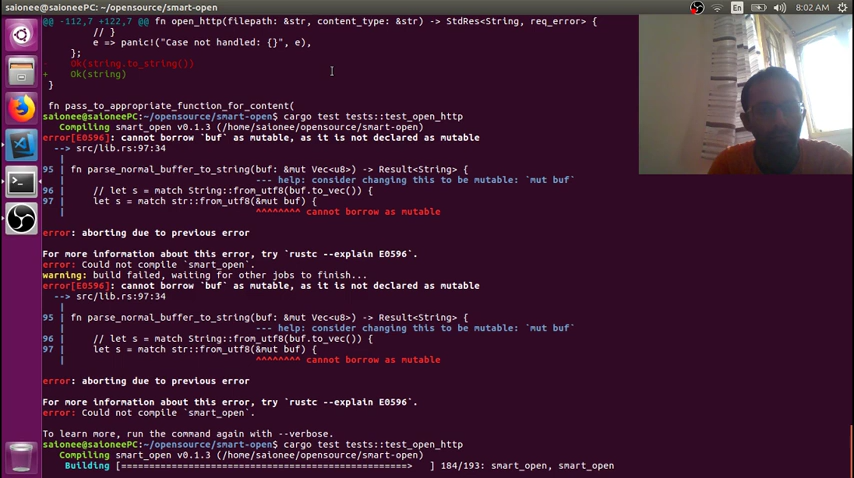 saionee@saioneePC: ~/opensource/smart-open
En
8:02 AM
@@ -112,7 +122,7 @@ fn open_http(filepath: &str, content_type: &str) -> StdRes<String, req_error> {
// }
e => panic!("Case not handled: {}", e),
};
- Ok(string.to_string())
+ Ok(string)
}
fn pass_to_appropriate_function_for_content(
saionee@saioneePC:~/opensource/smart-open$ cargo test tests::test_open_http
Compiling smart_open v0.1.3 (/home/saionee/opensource/smart-open)
error[E0596]: cannot borrow `buf` as mutable, as it is not declared as mutable
--> src/lib.rs:97:34
|
95 | fn parse_normal_buffer_to_string(buf: &mut Vec<u8>) -> Result<String> {
| --- help: consider changing this to be mutable: `mut buf`
96 | // let s = match String::from_utf8(buf.to_vec()) {
97 | let s = match str::from_utf8(&mut buf) {
| ^^^^^^^^ cannot borrow as mutable
error: aborting due to previous error
For more information about this error, try `rustc --explain E0596`.
error: Could not compile `smart_open`.
warning: build failed, waiting for other jobs to finish...
error[E0596]: cannot borrow `buf` as mutable, as it is not declared as mutable
--> src/lib.rs:97:34
|
95 | fn parse_normal_buffer_to_string(buf: &mut Vec<u8>) -> Result<String> {
| --- help: consider changing this to be mutable: `mut buf`
96 | // let s = match String::from_utf8(buf.to_vec()) {
97 | let s = match str::from_utf8(&mut buf) {
| ^^^^^^^^ cannot borrow as mutable
error: aborting due to previous error
For more information about this error, try `rustc --explain E0596`.
error: Could not compile `smart_open`.
To learn more, run the command again with --verbose.
saionee@saioneePC:~/opensource/smart-open$ cargo test tests::test_open_http
Compiling smart_open v0.1.3 (/home/saionee/opensource/smart-open)
Building [====================================================> ] 184/193: smart_open, smart_open